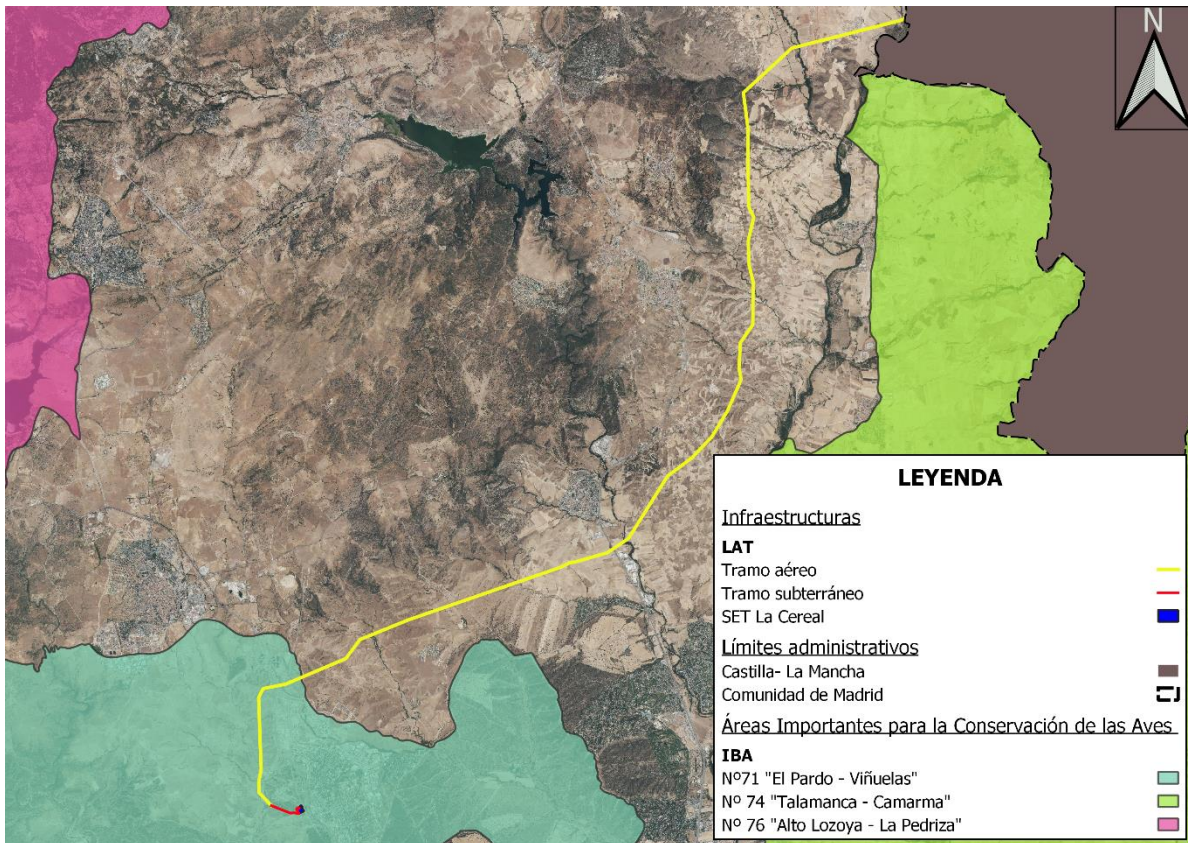 N
LEYENDA
Infraestructuras
LAT
Tramo aéreo
Tramo subterráneo
SET La Cereal
Límites administrativos
Castilla- La Mancha
Comunidad de Madrid
Áreas Importantes para la Conservación de las Aves
IBA
Nº71 "El Pardo - Viñuelas"
Nº 74 "Talamanca - Camarma"
Nº 76 "Alto Lozoya - La Pedriza"